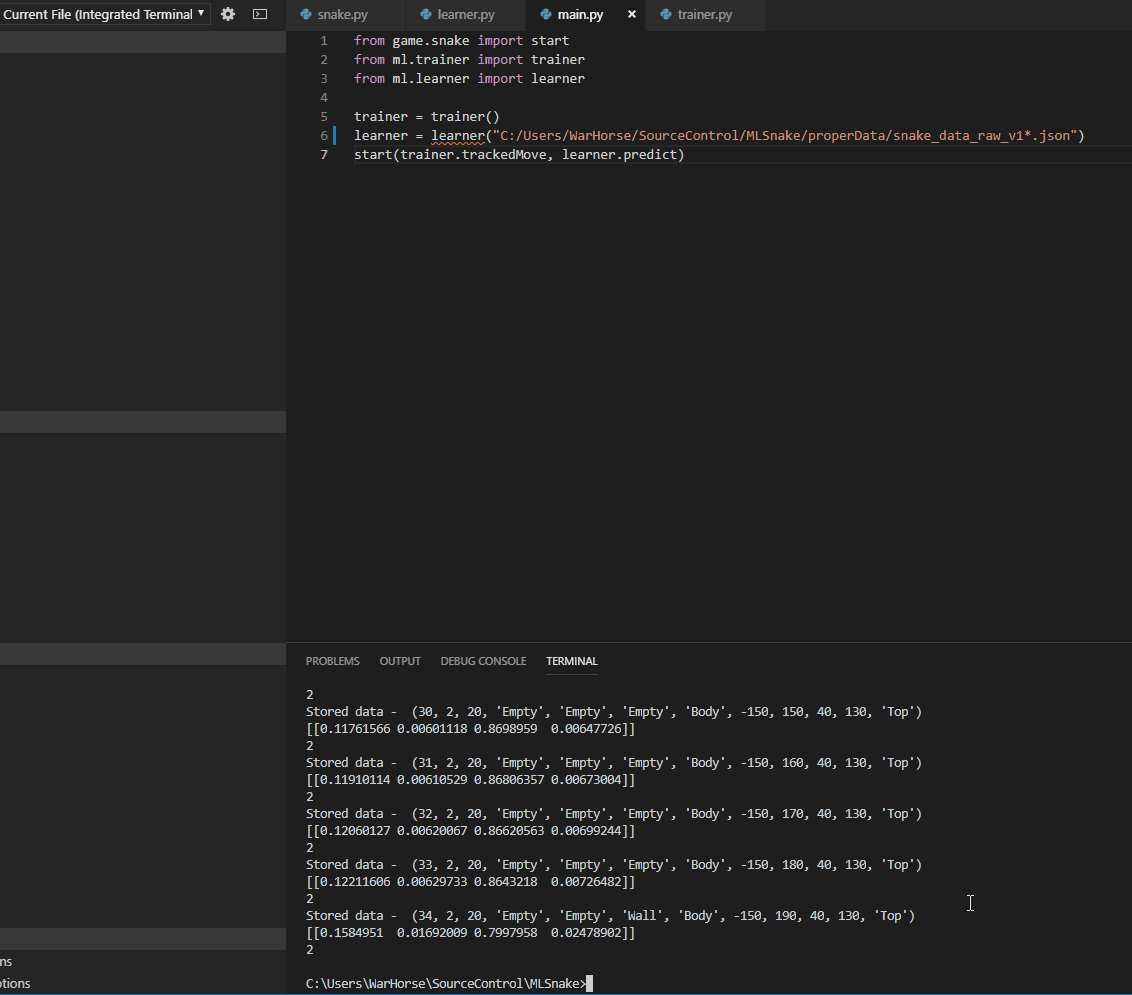 Current File (Integrated Terminal
snake.py learner.py main.py × trainer.py
1 from game.snake import start
2 from ml.trainer import trainer
3 from ml.learner import learner
4
5 trainer = trainer()
6 learner = learner("C:/Users/WarHorse/SourceControl/MLSnake/properData/snake_data_raw_v1*.json")
7 start(trainer.trackedMove, learner.predict)
PROBLEMS OUTPUT DEBUG CONSOLE TERMINAL
2
Stored data -  (30, 2, 20, 'Empty', 'Empty', 'Empty', 'Body', -150, 150, 40, 130, 'Top')
[[0.11761566 0.00601118 0.8698959  0.00647726]]
2
Stored data -  (31, 2, 20, 'Empty', 'Empty', 'Empty', 'Body', -150, 160, 40, 130, 'Top')
[[0.11910114 0.00610529 0.86806357 0.00673004]]
2
Stored data -  (32, 2, 20, 'Empty', 'Empty', 'Empty', 'Body', -150, 170, 40, 130, 'Top')
[[0.12060127 0.00620067 0.86620563 0.00699244]]
2
Stored data -  (33, 2, 20, 'Empty', 'Empty', 'Empty', 'Body', -150, 180, 40, 130, 'Top')
[[0.12211606 0.00629733 0.8643218  0.00726482]]
2
Stored data -  (34, 2, 20, 'Empty', 'Empty', 'Wall', 'Body', -150, 190, 40, 130, 'Top')
[[0.1584951  0.01692009 0.7997958  0.02478902]]
2
ns
otions
C:\Users\WarHorse\SourceControl\MLSnake>